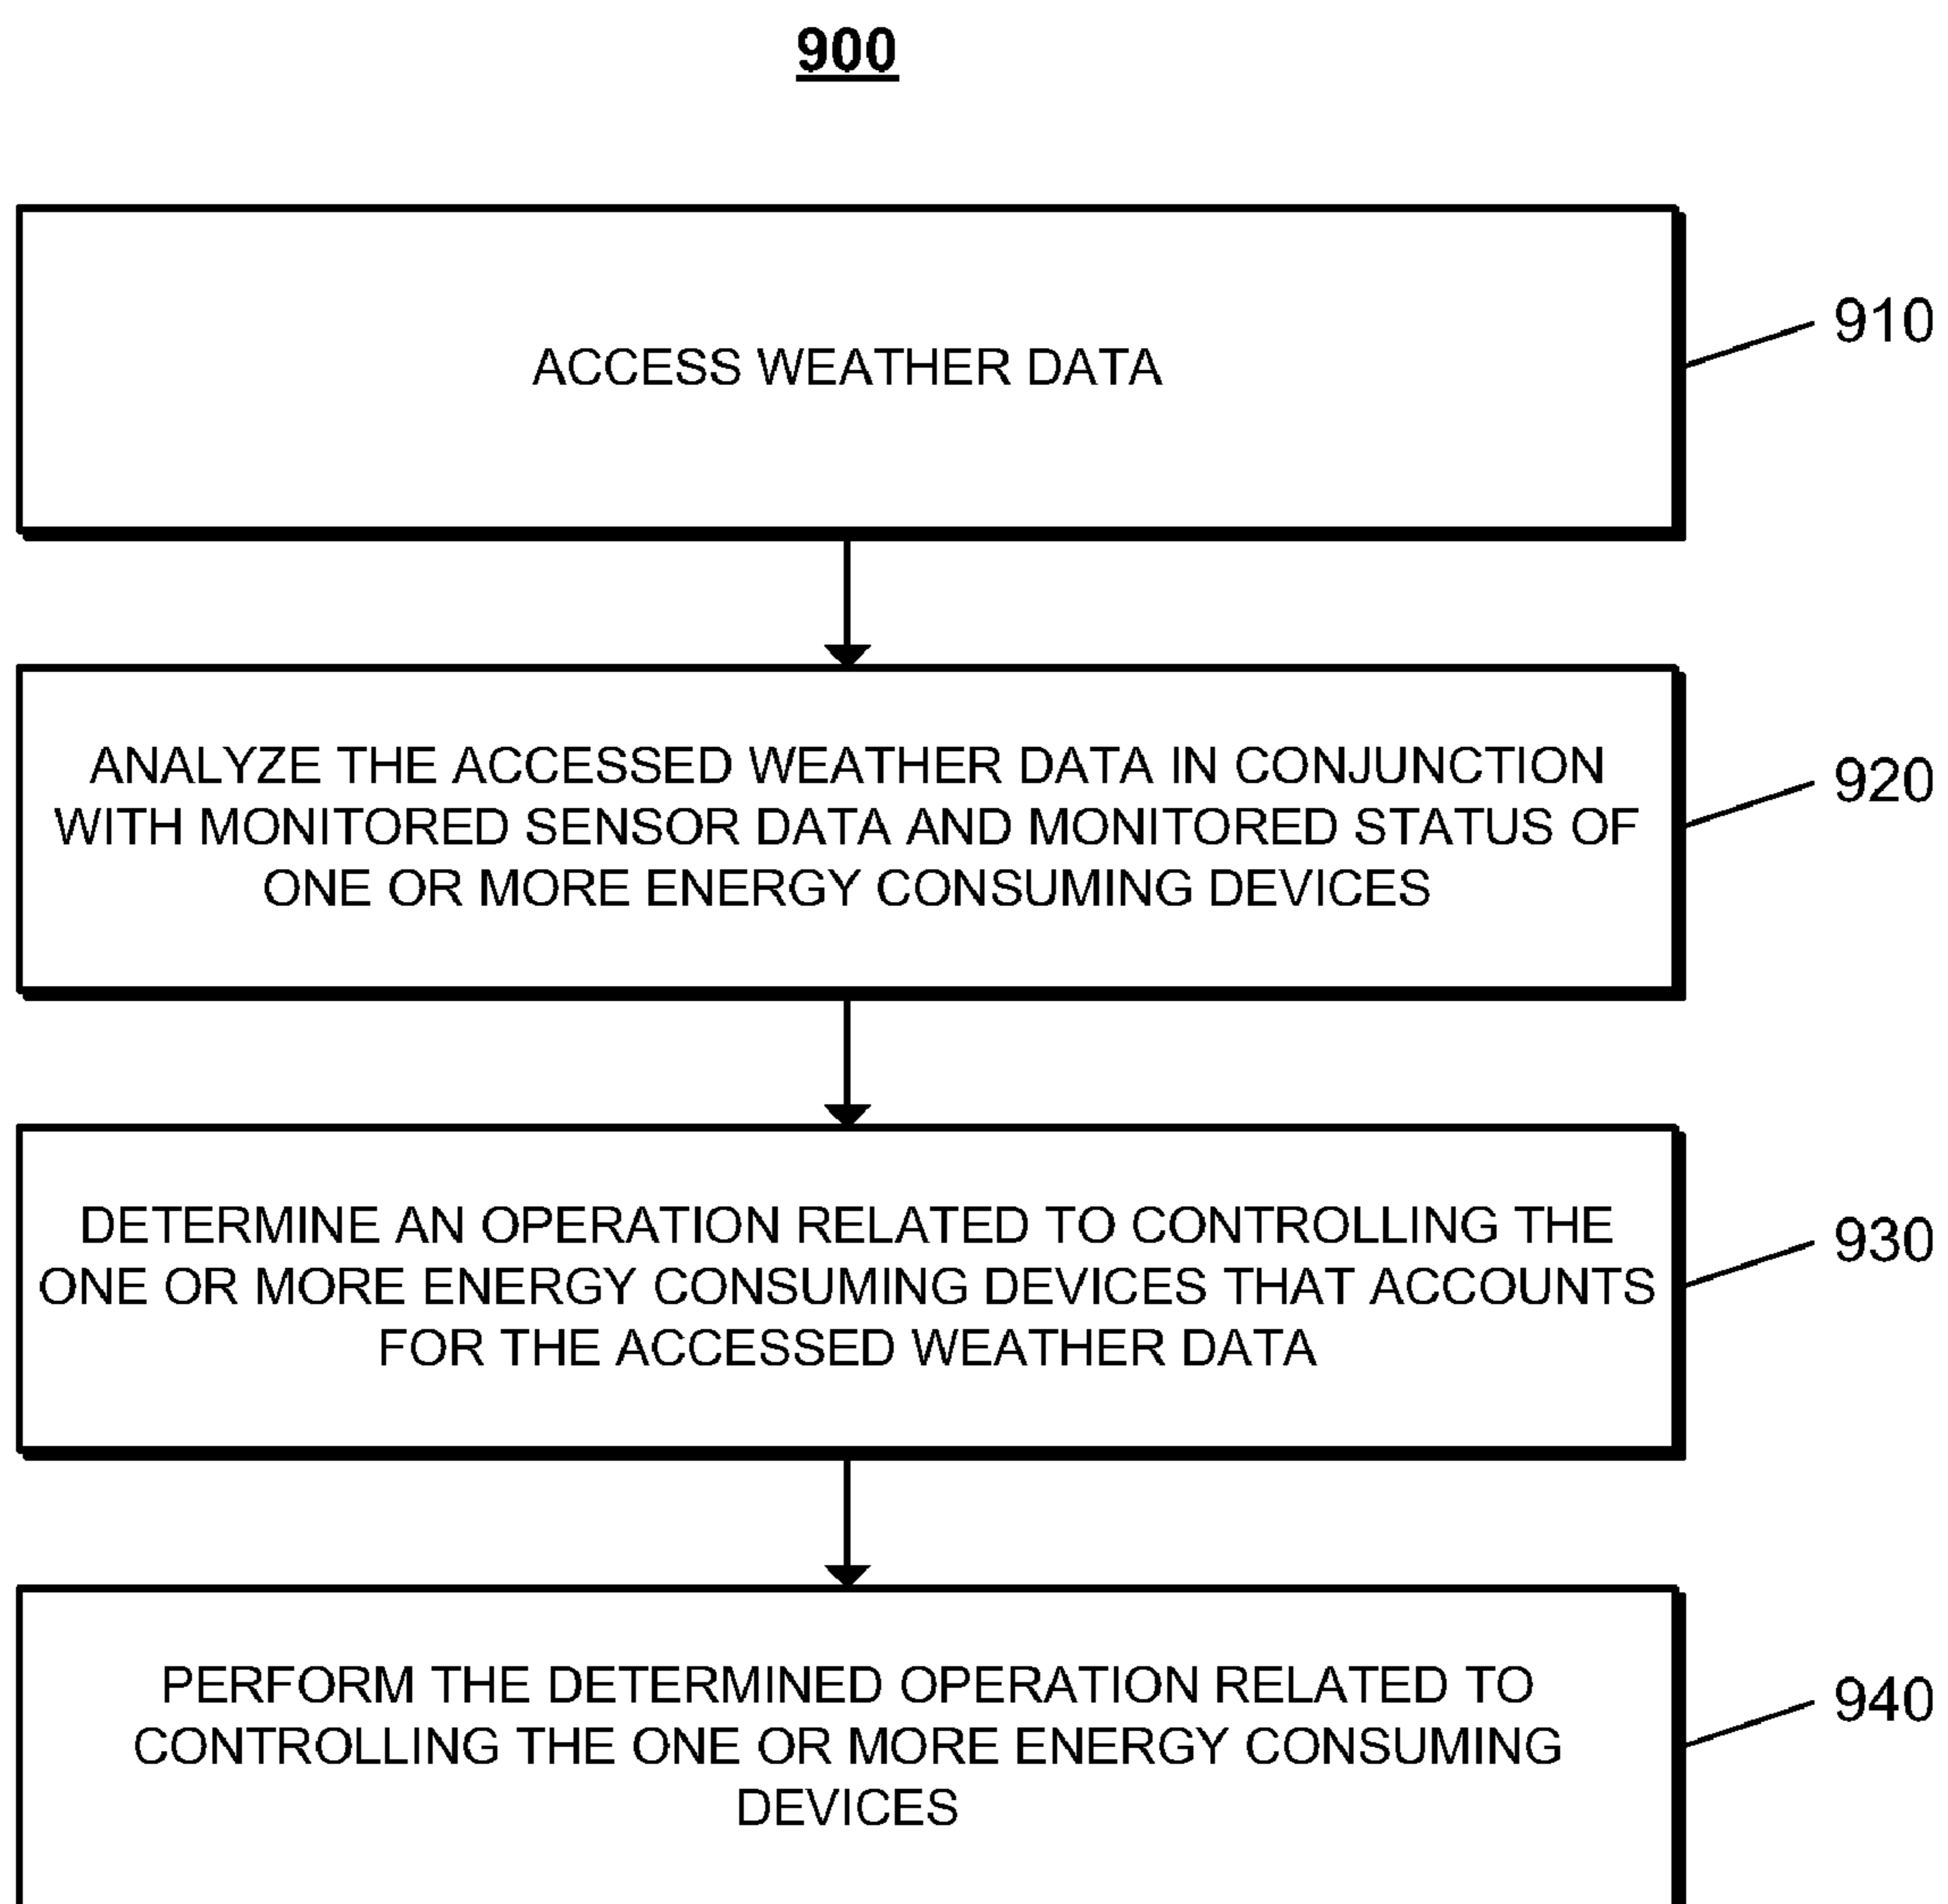 900
ACCESS WEATHER DATA
910
ANALYZE THE ACCESSED WEATHER DATA IN CONJUNCTION
WITH MONITORED SENSOR DATA AND MONITORED STATUS OF
ONE OR MORE ENERGY CONSUMING DEVICES
920
DETERMINE AN OPERATION RELATED TO CONTROLLING THE
ONE OR MORE ENERGY CONSUMING DEVICES THAT ACCOUNTS
FOR THE ACCESSED WEATHER DATA
930
PERFORM THE DETERMINED OPERATION RELATED TO
CONTROLLING THE ONE OR MORE ENERGY CONSUMING
DEVICES
940